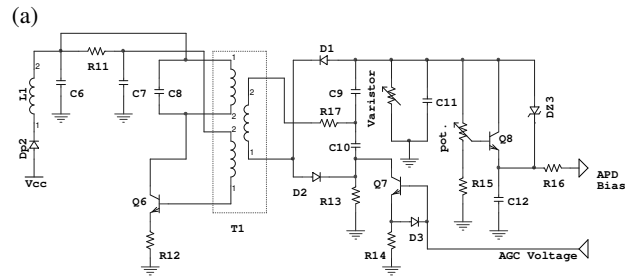 (a)
L1
2
1
Dp2
Vcc
C6
R11
C7
C8
1
2
2
1
2
1
T1
Q6
R12
D1
R17
C9
C10
D2
R13
Varistor
C11
pot.
Q7
D3
R14
R15
Q8
C12
DZ3
R16
APD
Bias
AGC Voltage